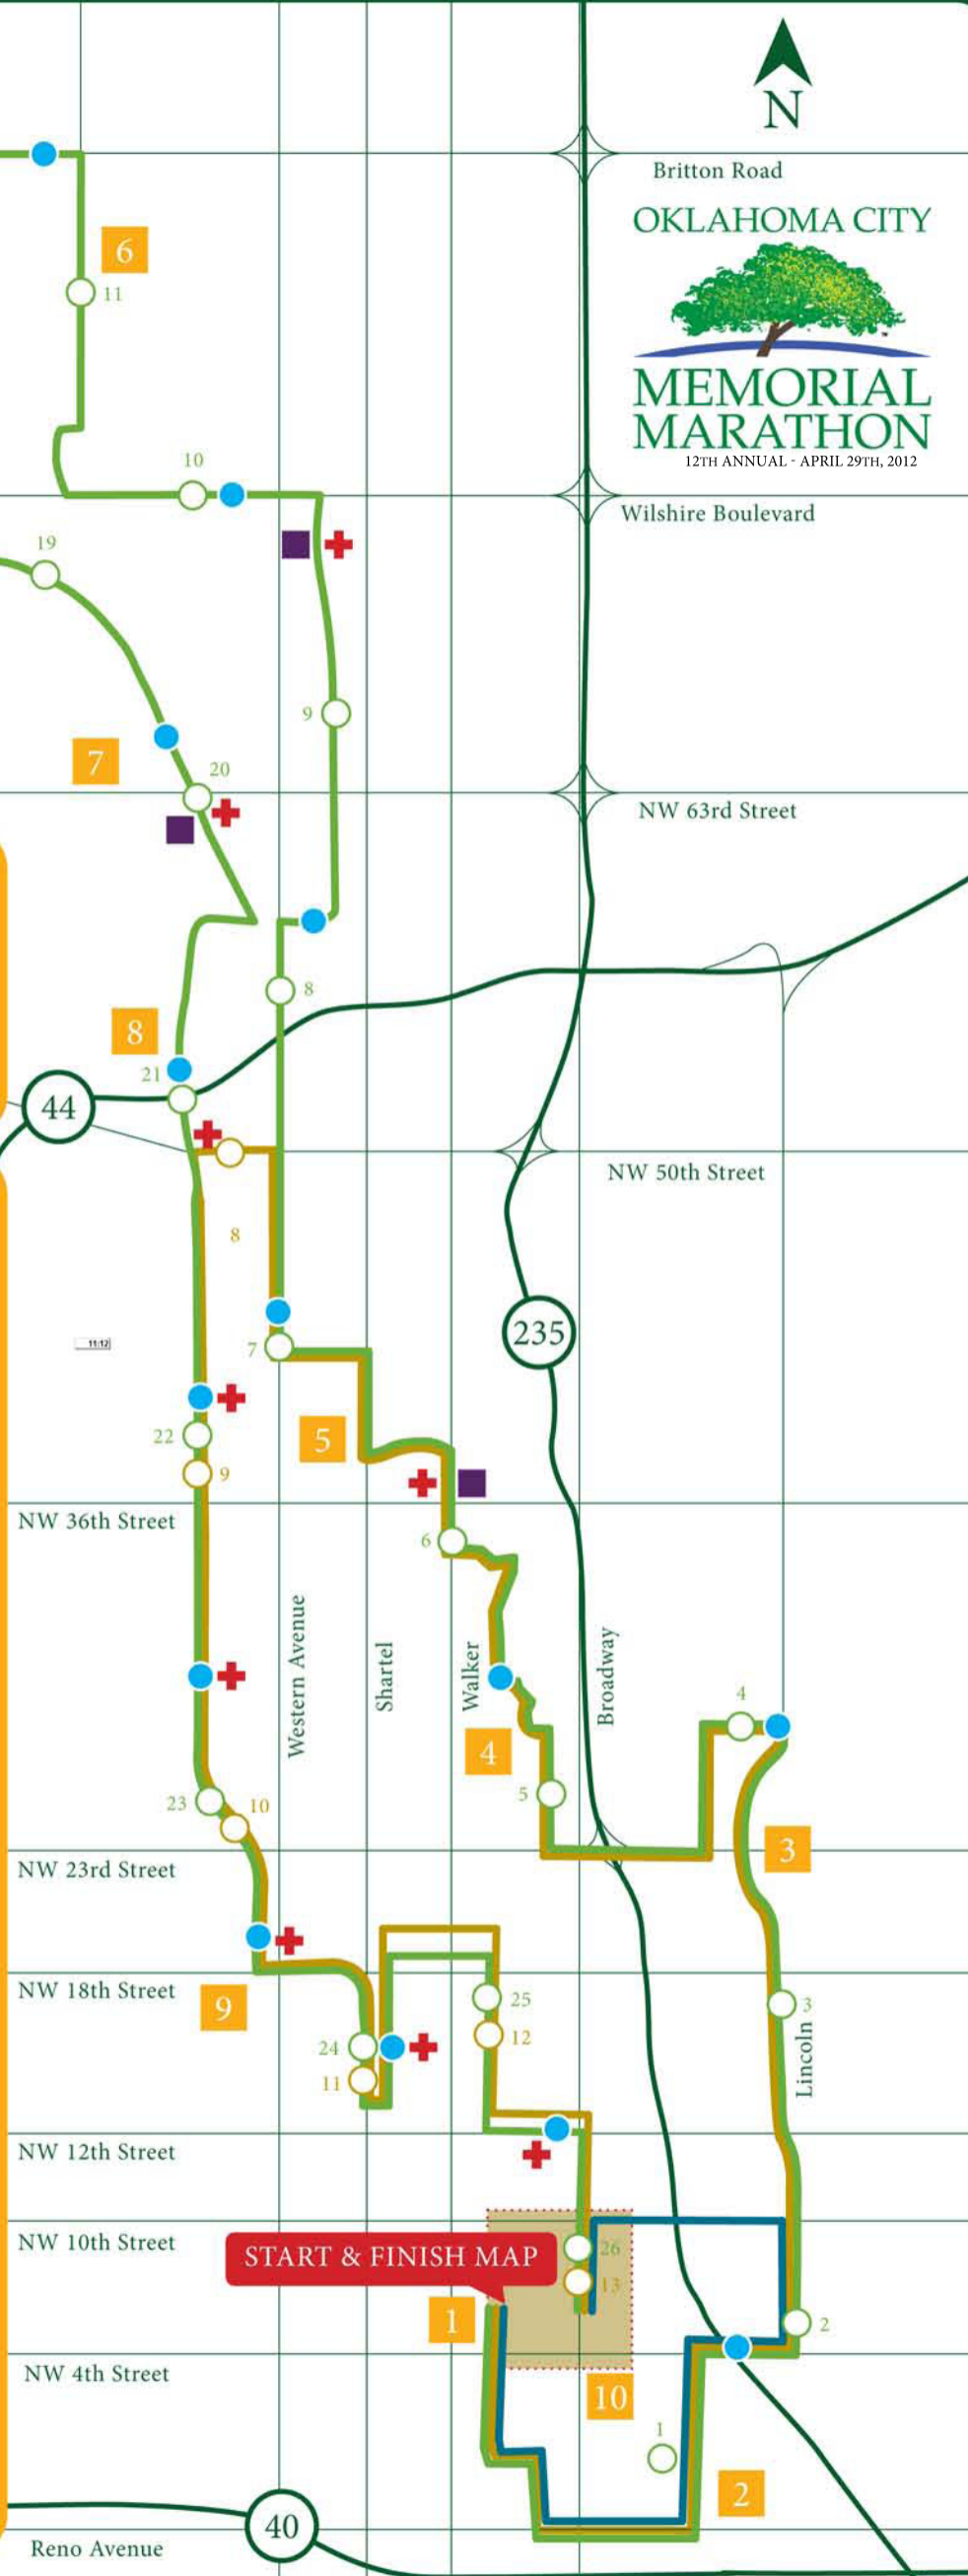 N
Britton Road
OKLAHOMA CITY
MEMORIAL
MARATHON
12TH ANNUAL - APRIL 29TH, 2012
6
11
10
Wilshire Boulevard
19
9
7
20
NW 63rd Street
8
8
21
44
NW 50th Street
8
235
11:12
7
5
22
9
NW 36th Street
6
Western Avenue
Shartel
Walker
Broadway
4
4
5
23
10
3
NW 23rd Street
NW 18th Street
9
25
3
12
24
11
Lincoln
NW 12th Street
NW 10th Street
START & FINISH MAP
26
13
1
2
NW 4th Street
10
1
2
40
Reno Avenue